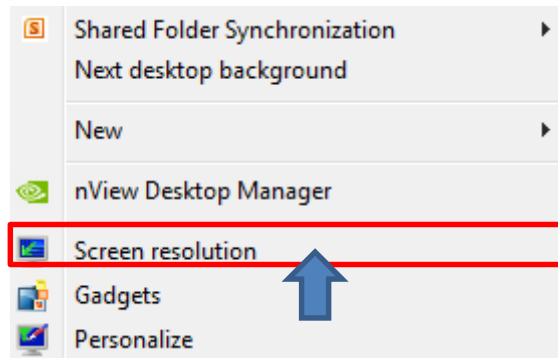 Shared Folder Synchronization
Next desktop background
New
nView Desktop Manager
Screen resolution
Gadgets
Personalize